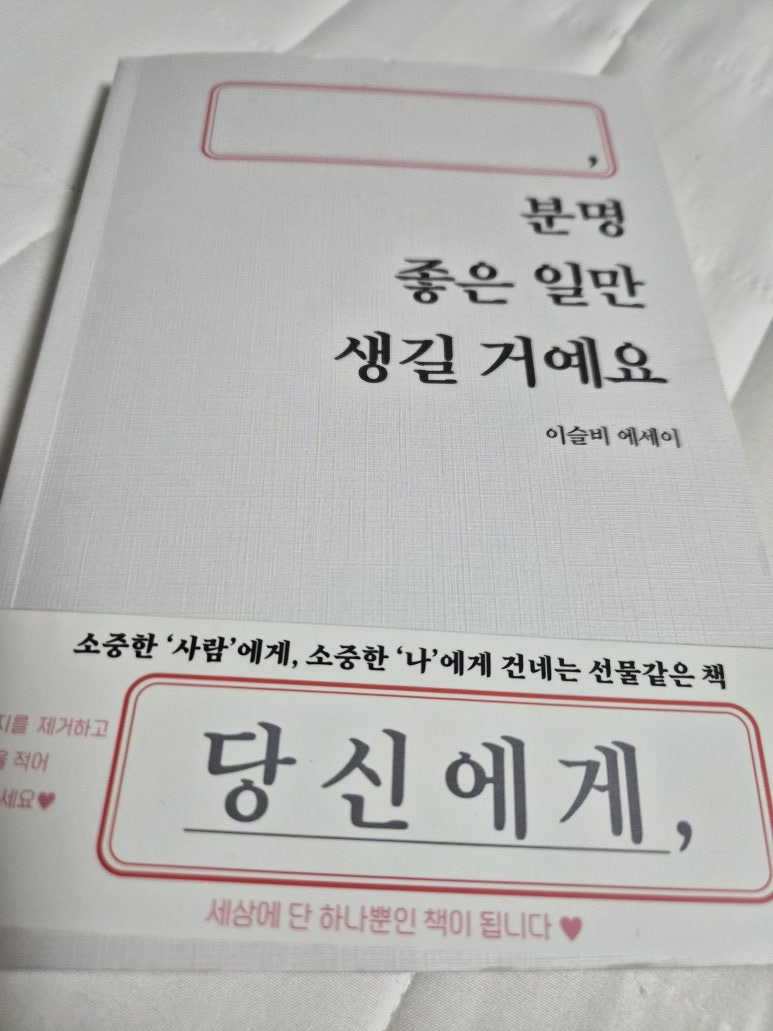 ,
분명
좋은 일만
생길 거예요
이슬비 에세이
소중한 ‘사람’에게, 소중한 ‘나’에게 건네는 선물같은 책
지를 제거하고
을 적어
세요♥
당신에게,
세상에 단 하나뿐인 책이 됩니다 ♥